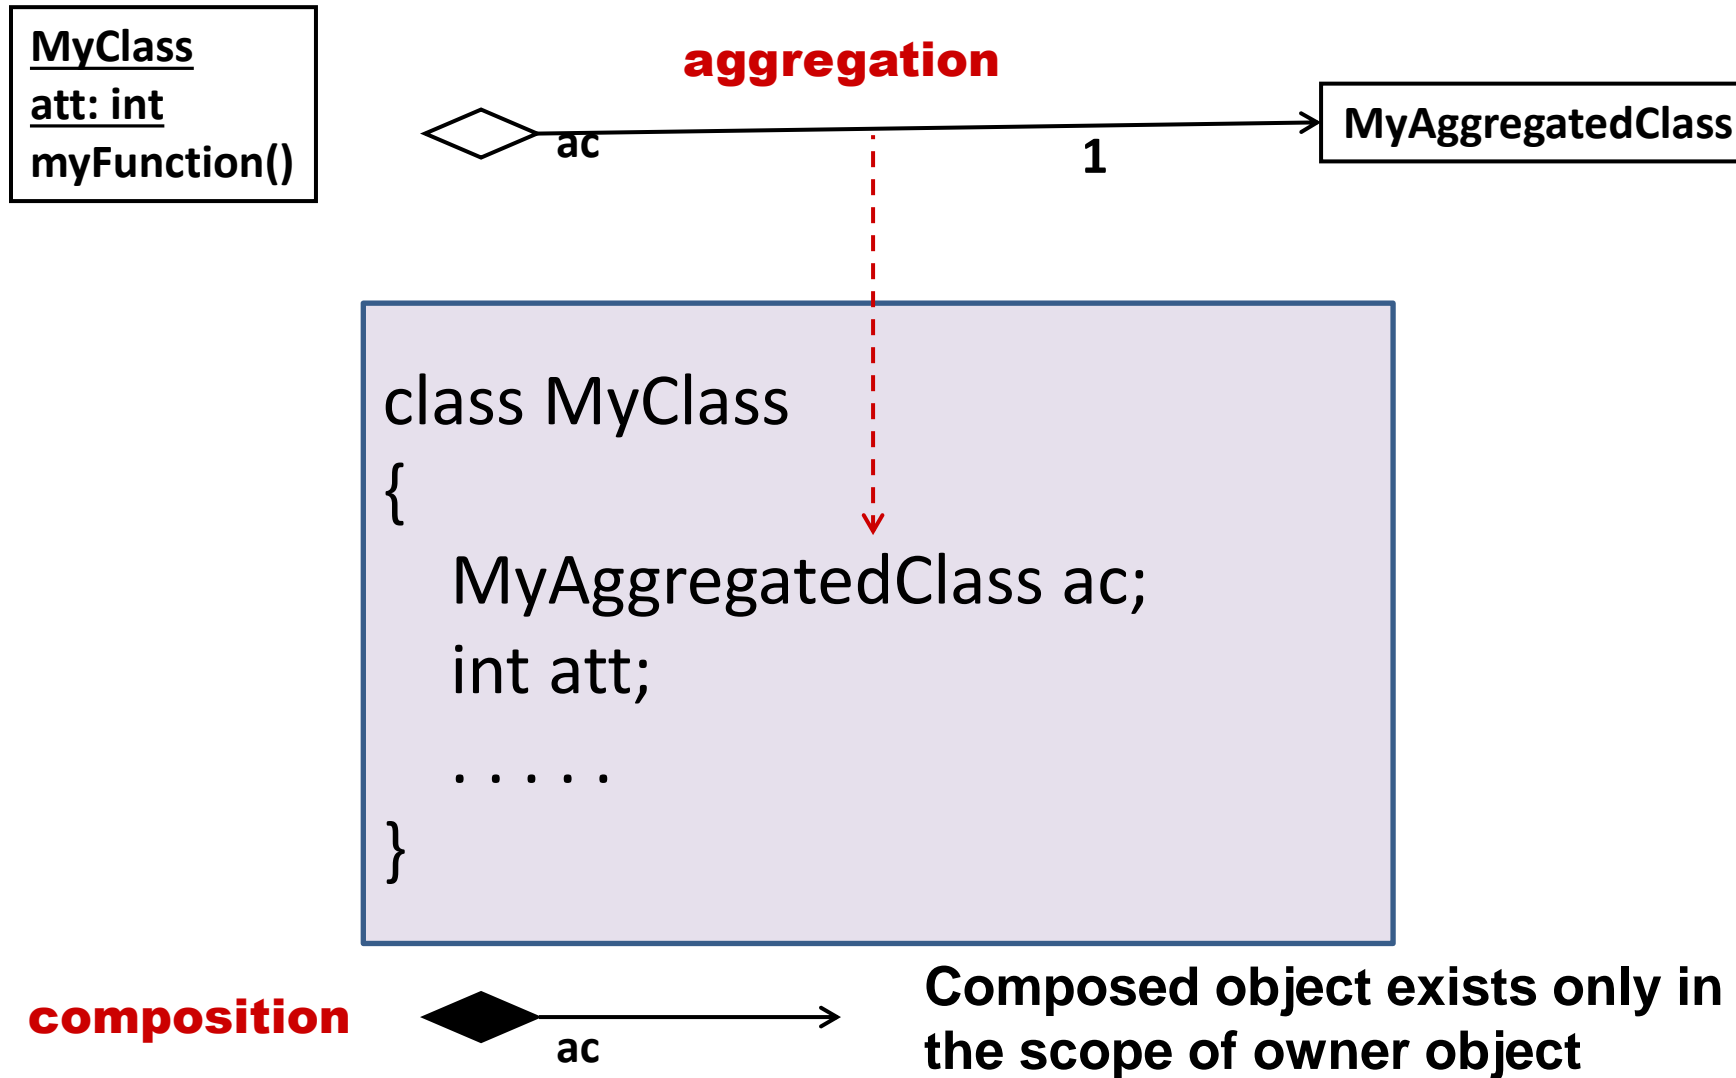 MyClass
att: int
myFunction()
aggregation
ac
1
MyAggregatedClass
class MyClass
{
MyAggregatedClass ac;
int att;
. . . . .
}
composition
ac
Composed object exists only in
the scope of owner object